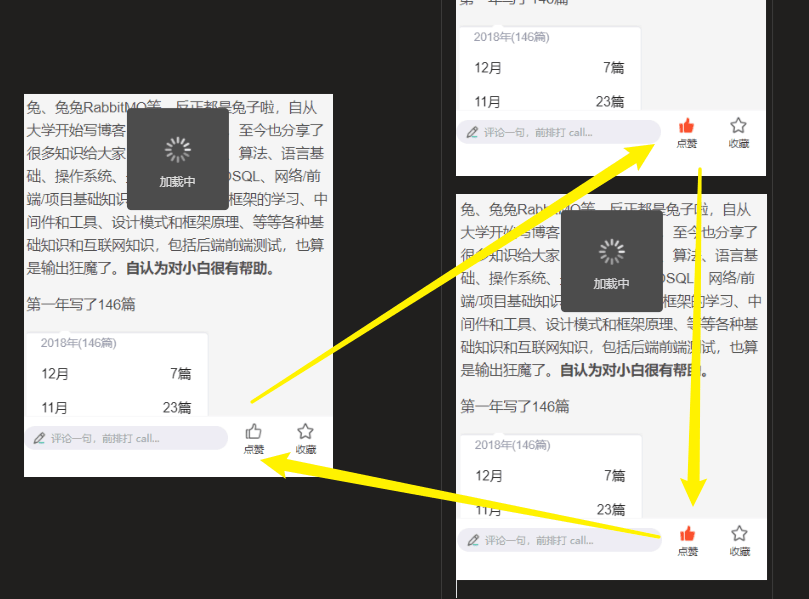 兔、兔兔RabbitMQ等，反正都是兔子啦，自从
大学开始写博客 至今也分享了
很多知识给大家 算法、语言基
础、操作系统、 SQL、网络/前
端/项目基础知识 框架的学习、中
间件和工具、设计模式和框架原理、等等各种基
础知识和互联网知识，包括后端前端测试，也算
是输出狂魔了。自认为对小白很有帮助。
加载中
第一年写了146篇
2018年(146篇)
12月 7篇
11月 23篇
评论一句，前排打 call...
点赞 收藏
第一年写了146篇
2018年(146篇)
12月 7篇
11月 23篇
评论一句，前排打 call...
点赞 收藏
兔、兔兔RabbitMQ等，反正都是兔子啦，自从
大学开始写博客 至今也分享了
很多知识给大家 算法、语言基
础、操作系统、 SQL、网络/前
端/项目基础知识 框架的学习、中
间件和工具、设计模式和框架原理、等等各种基
础知识和互联网知识，包括后端前端测试，也算
是输出狂魔了。自认为对小白很有帮助。
加载中
第一年写了146篇
2018年(146篇)
12月 7篇
11月 23篇
评论一句，前排打 call...
点赞 收藏